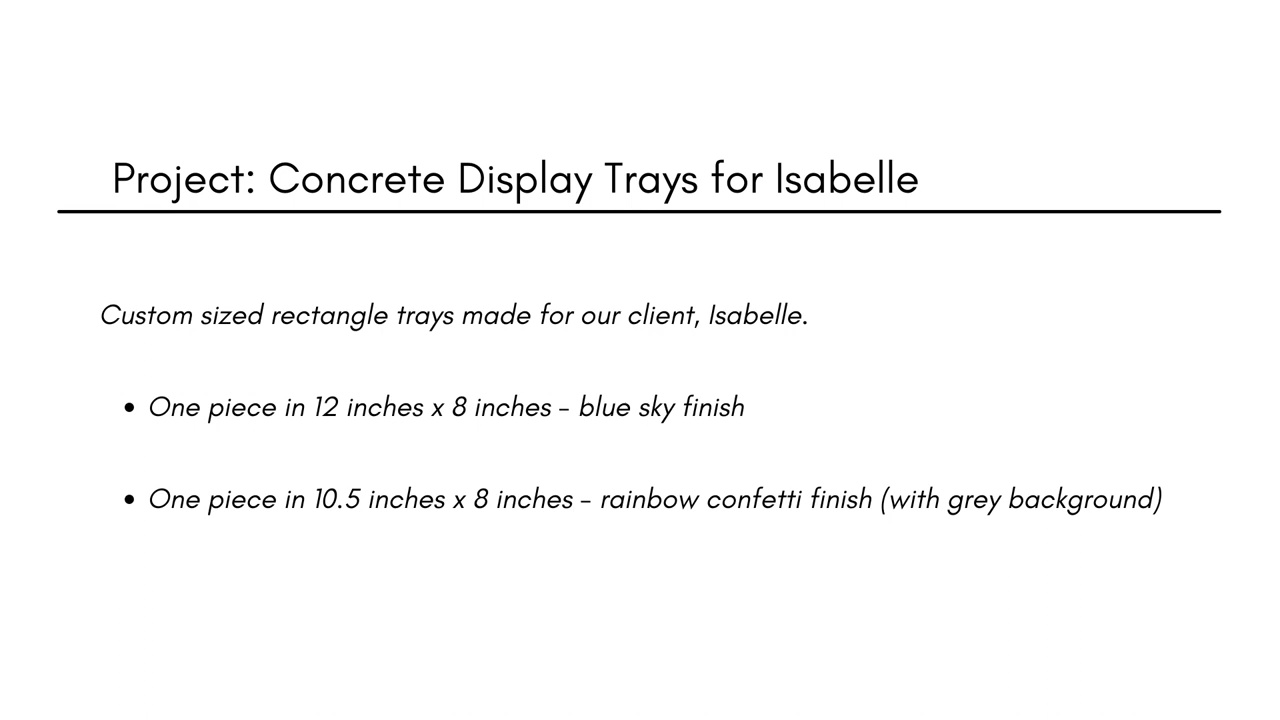 Project: Concrete Display Trays for Isabelle
Custom sized rectangle trays made for our client, Isabelle.
• One piece in 12 inches x 8 inches - blue sky finish
• One piece in 10.5 inches x 8 inches - rainbow confetti finish (with grey background)